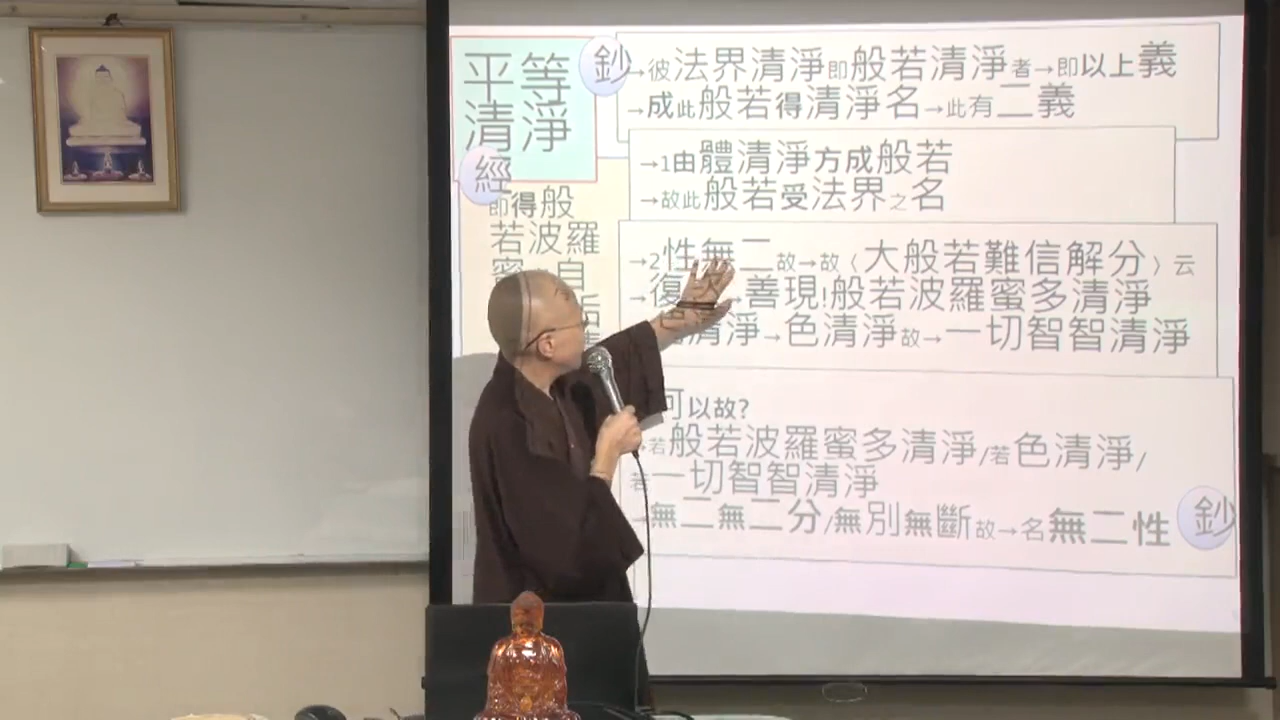 平等
清淨
經
即得般
若波羅
自
鈔
→彼法界清淨即般若清淨者→即以上義
→成此般若得清淨名→此有二義
→1由體清淨方成般若
→故此般若受法界之名
→2性無二故→故〈大般若難信解分〉云
→復次 善現!般若波羅蜜多清淨
清淨→色清淨故→一切智智清淨
可以故?
若般若波羅蜜多清淨/若色清淨/
若一切智智清淨
→無二無二分/無別無斷故→名無二性
鈔